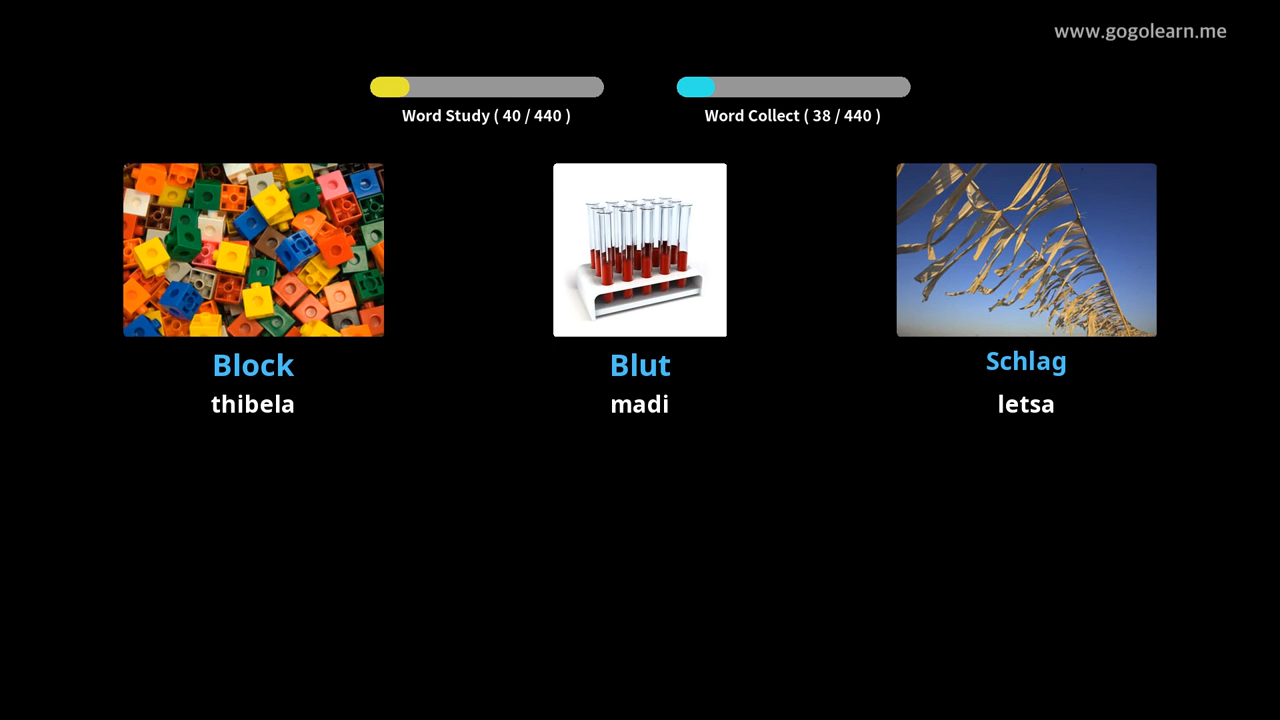 www.gogolearn.me
Word Study ( 40 / 440 )
Word Collect ( 38 / 440 )
Block
thibela
Blut
madi
Schlag
letsa